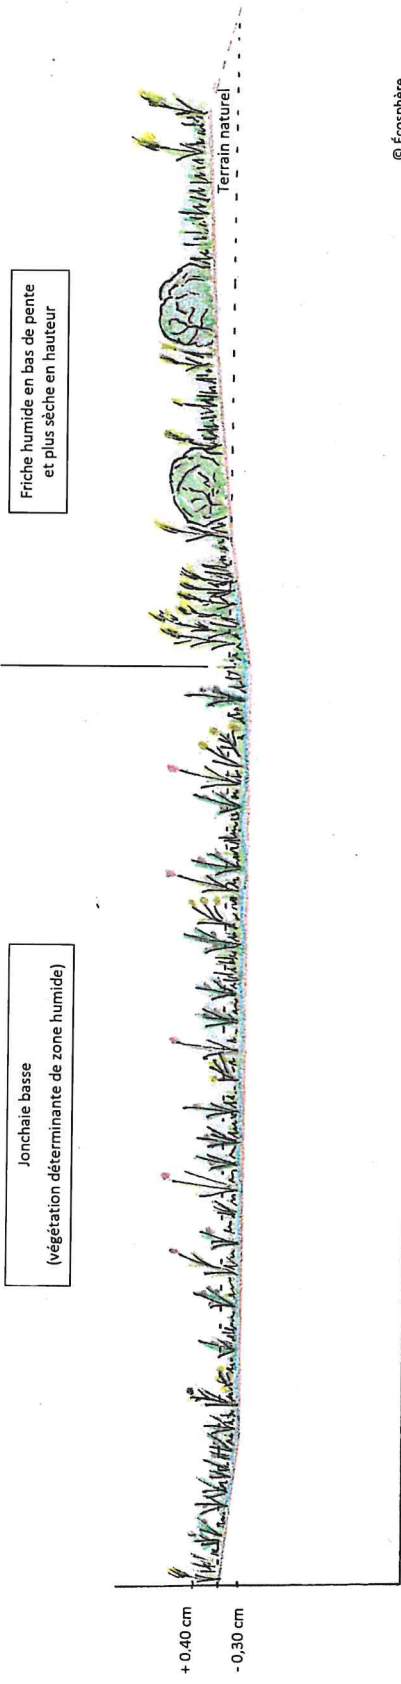 Jonchaie basse
(végétation déterminante de zone humide)
Friche humide en bas de pente
et plus sèche en hauteur
+ 0.40 cm
- 0,30 cm
Terrain naturel
© Écosphère